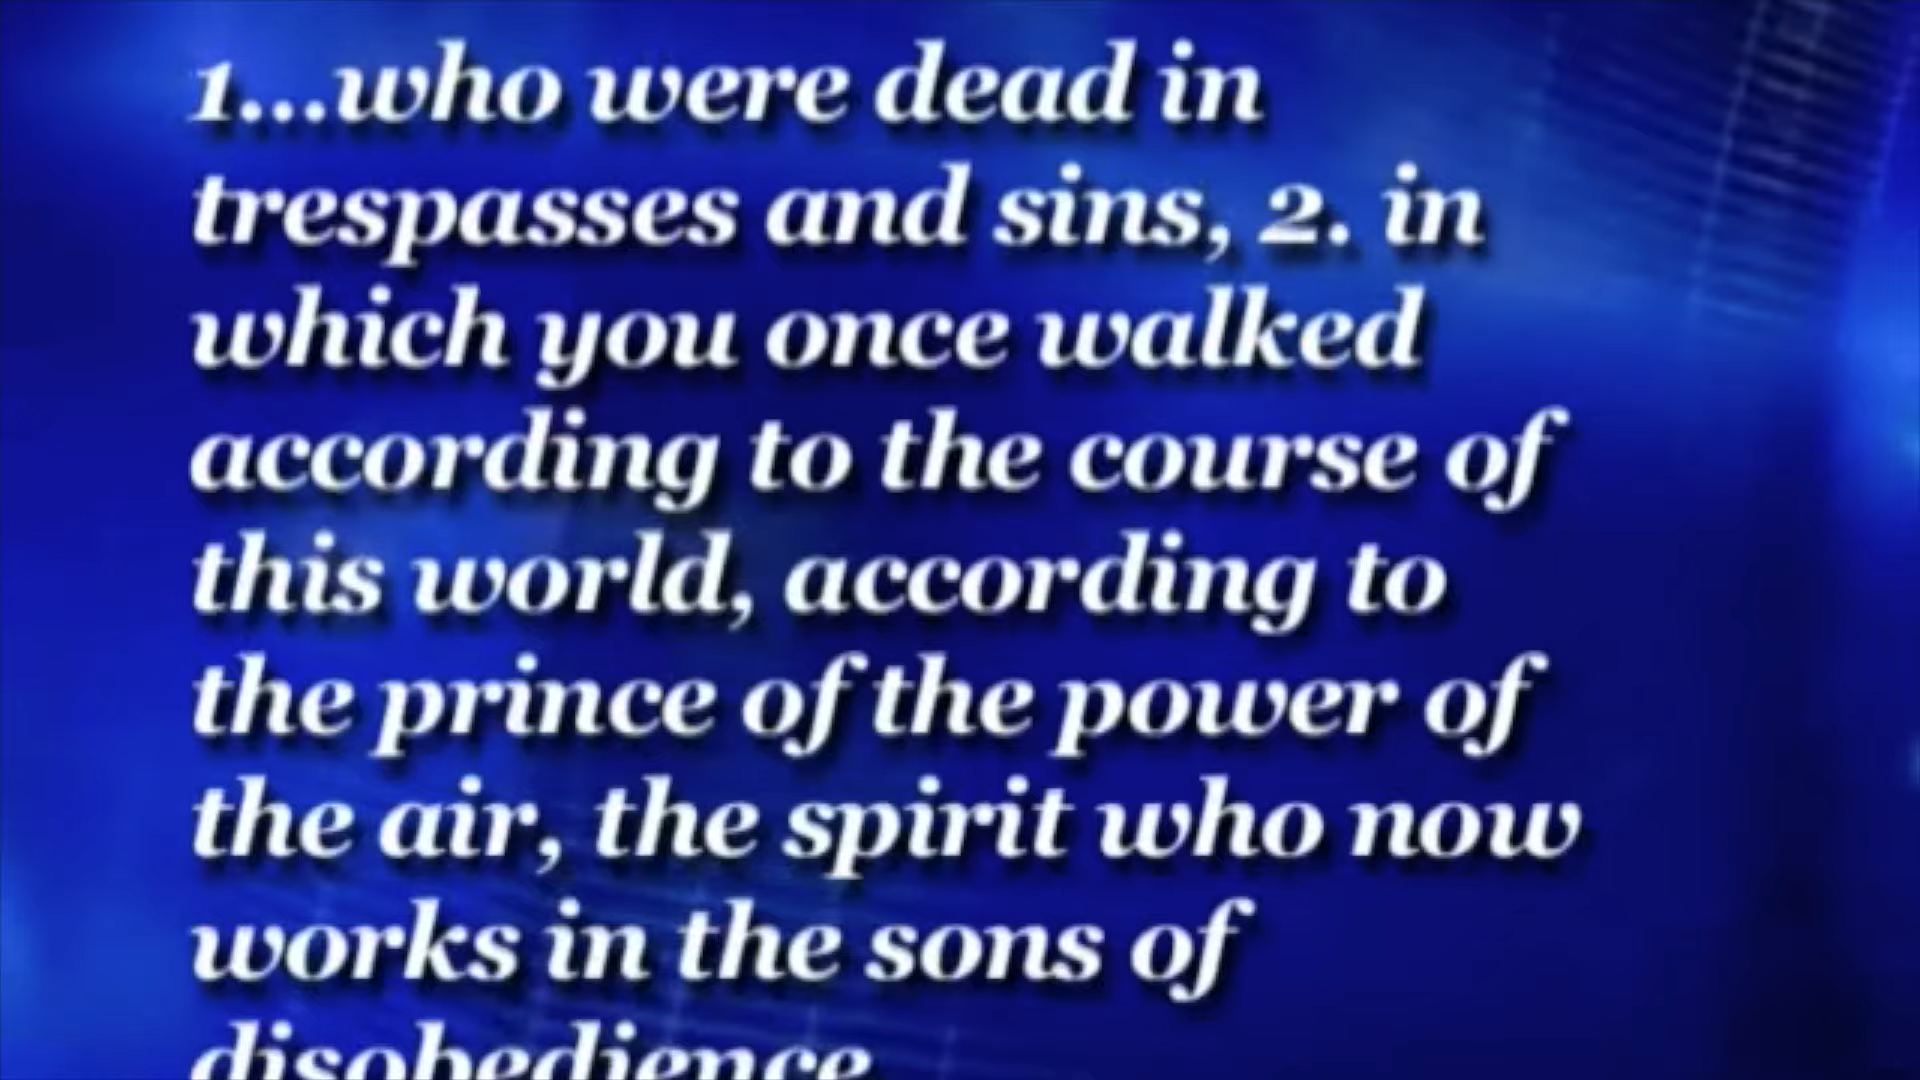 1...who were dead in
trespasses and sins, 2. in
which you once walked
according to the course of
this world, according to
the prince of the power of
the air, the spirit who now
works in the sons of
disobedience